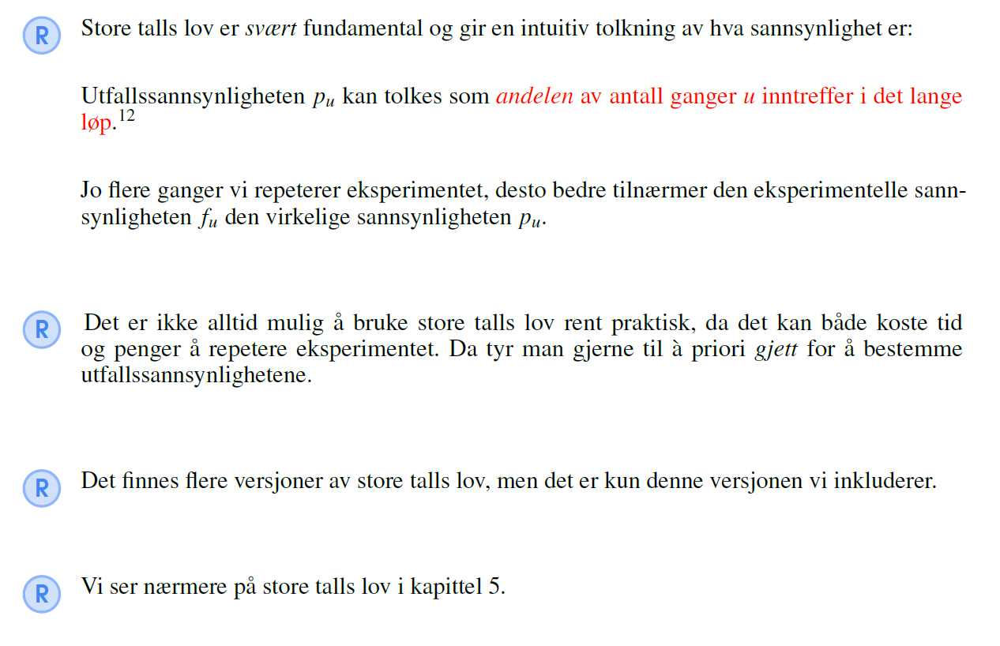 R Store talls lov er svært fundamental og gir en intuitiv tolkning av hva sannsynlighet er:
Utfallssannsynligheten pᵤ kan tolkes som andelen av antall ganger u inntreffer i det lange
løp.¹²
Jo flere ganger vi repeterer eksperimentet, desto bedre tilnærmer den eksperimentelle sann-
synligheten fᵤ den virkelige sannsynligheten pᵤ.
R Det er ikke alltid mulig å bruke store talls lov rent praktisk, da det kan både koste tid
og penger å repetere eksperimentet. Da tyr man gjerne til à priori gjett for å bestemme
utfallssannsynlighetene.
R Det finnes flere versjoner av store talls lov, men det er kun denne versjonen vi inkluderer.
R Vi ser nærmere på store talls lov i kapittel 5.